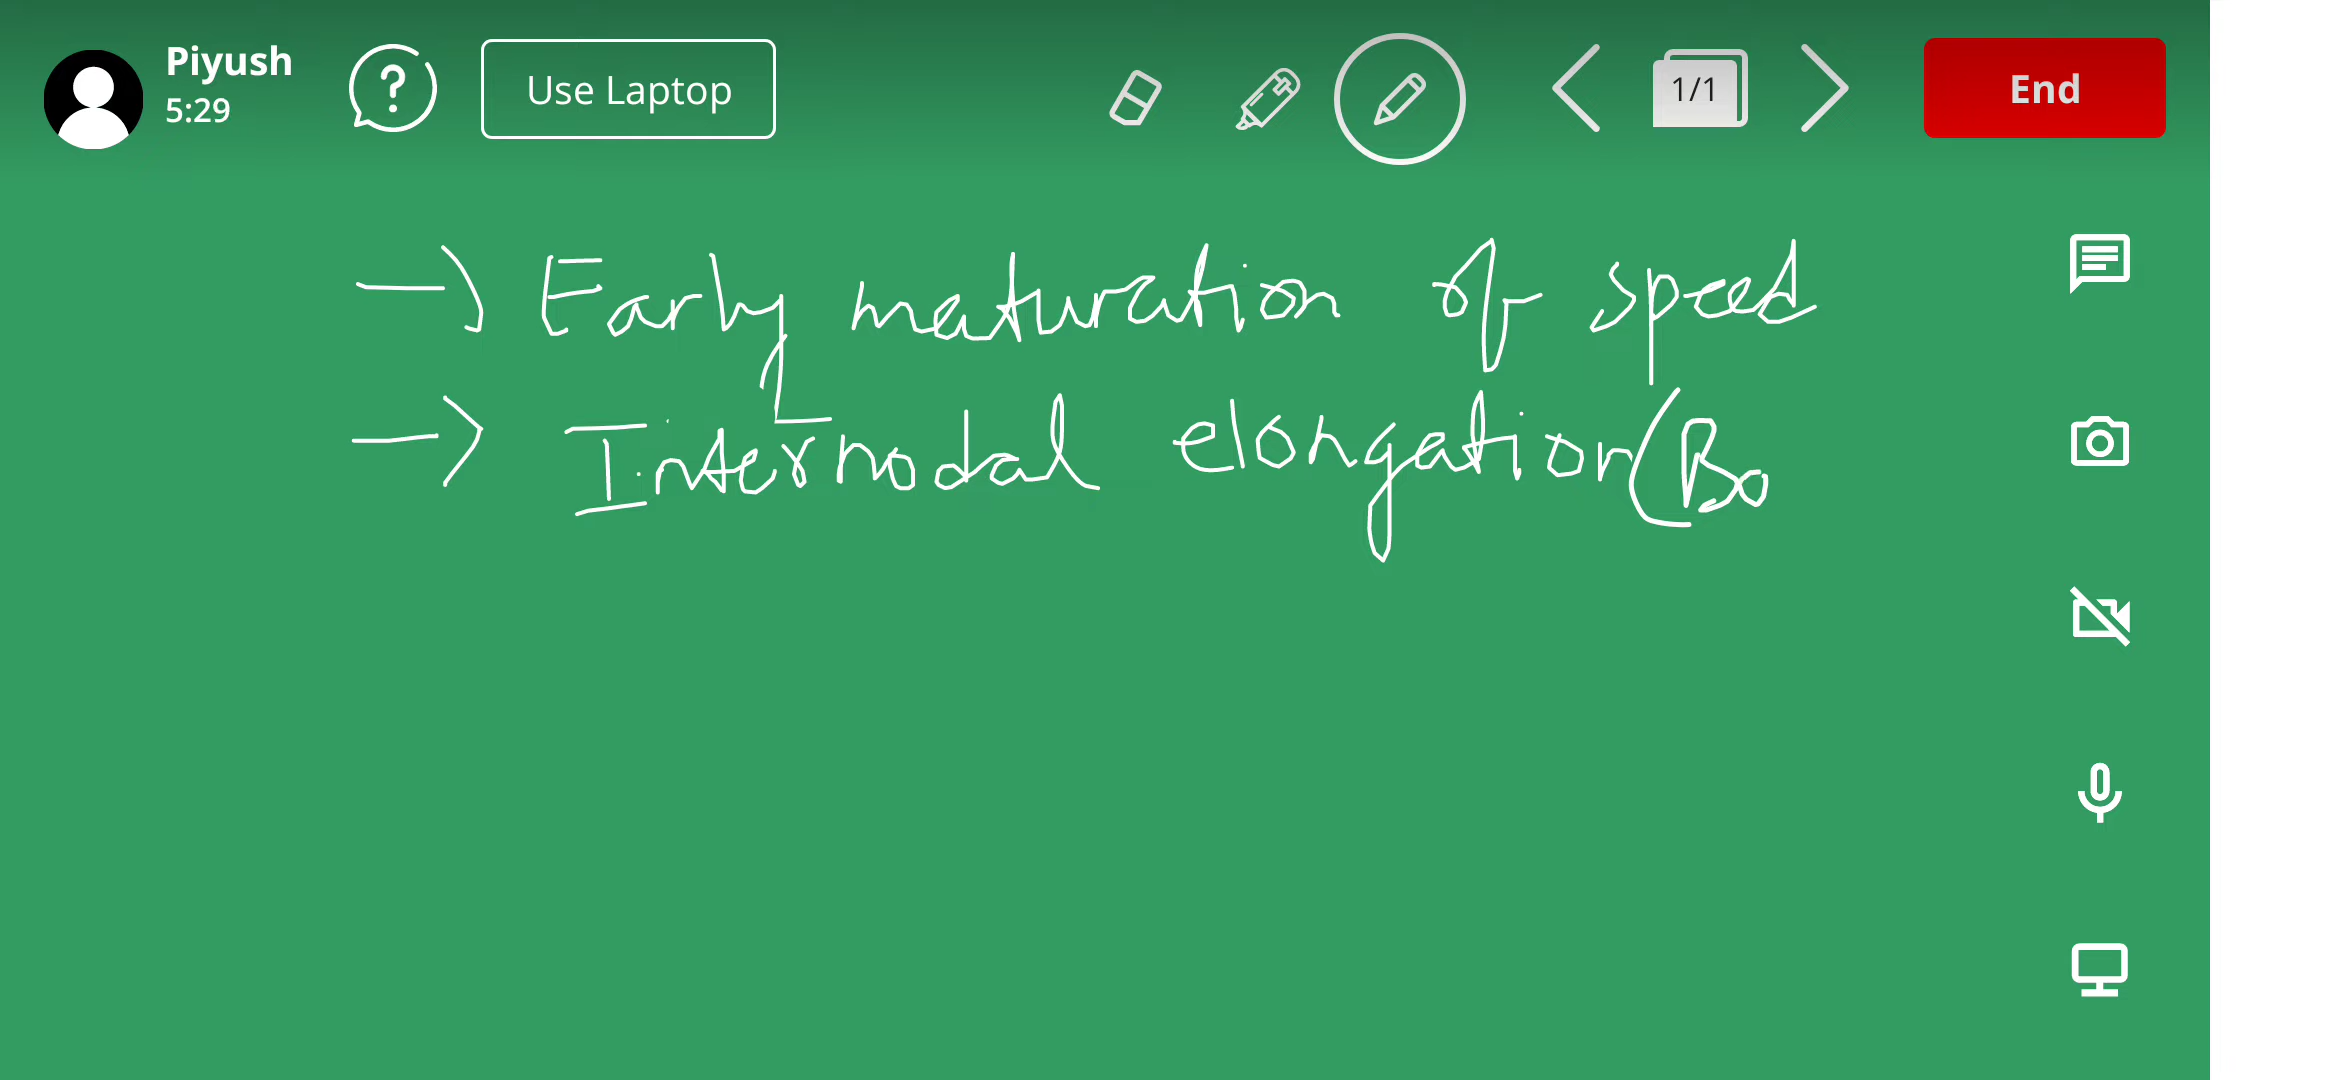 Piyush
5:29
Use Laptop
1/1
End
→ Early maturation of speed
→ Internodal elongation (Bo